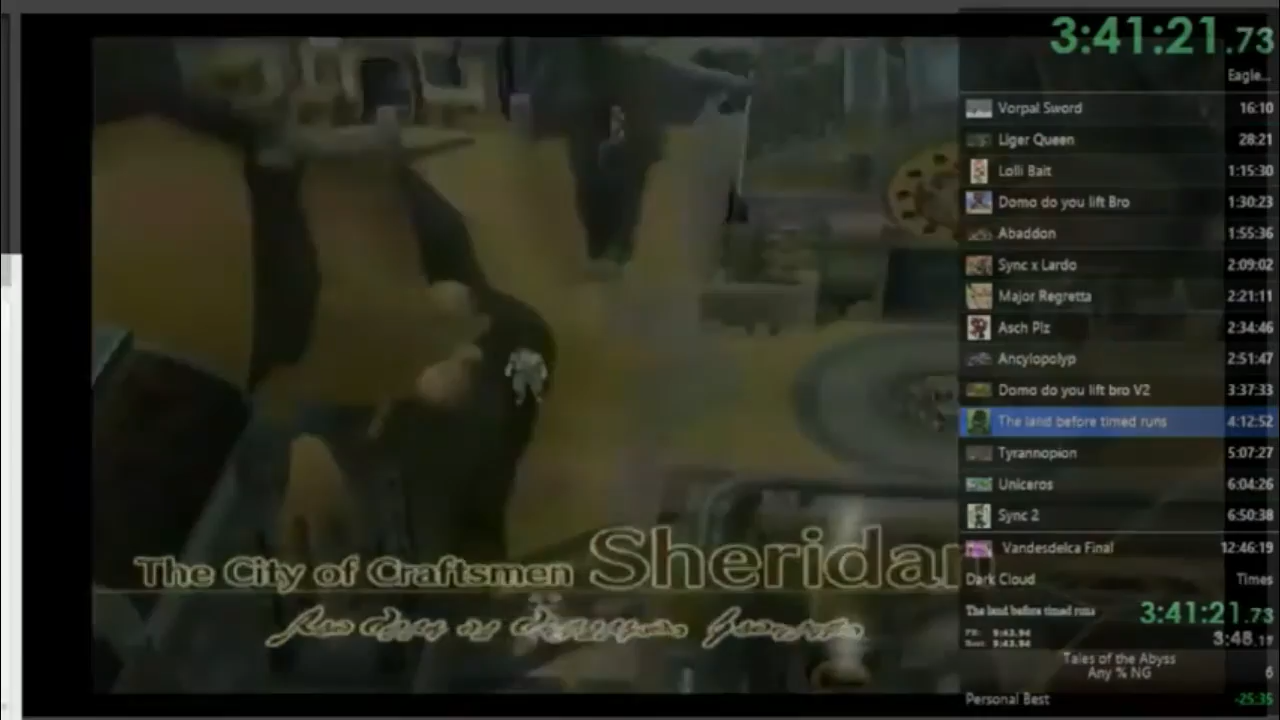 3:41:21.73
Eagle...
Vorpal Sword 16:10
Liger Queen 28:21
Lolli Bait 1:15:30
Domo do you lift Bro 1:30:23
Abaddon 1:55:36
Sync x Lardo 2:09:02
Major Regretta 2:21:11
Asch Plz 2:34:46
Ancylopolyp 2:51:47
Domo do you lift bro V2 3:37:33
The land before timed runs 4:12:52
Tyrannopion 5:07:27
Uniceros 6:04:26
Sync 2 6:50:38
Vandesdelca Final 12:46:19
The City of Craftsmen Sheridan
Dark Cloud Times
The land before timed runs 3:41:21.73
3:48
Tales of the Abyss
Any % NG 6
Personal Best -25:35